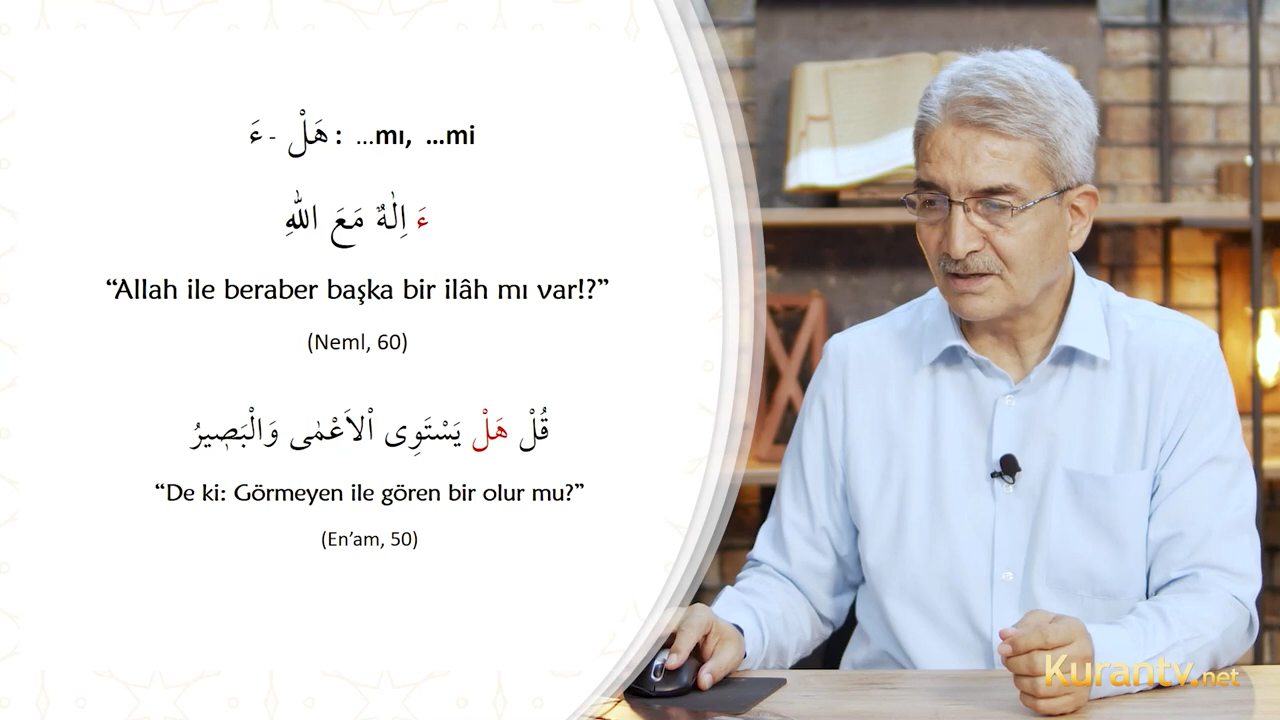 هَلْ - ءَ : ...mı, ...mi
ءَ اِلٰهٌ مَعَ اللّٰهِ
“Allah ile beraber başka bir ilâh mı var!?”
(Neml, 60)
قُلْ هَلْ يَسْتَوِى اْلاَعْمٰى وَالْبَصٖيرُ
“De ki: Görmeyen ile gören bir olur mu?”
(En’am, 50)
Kurantv.net